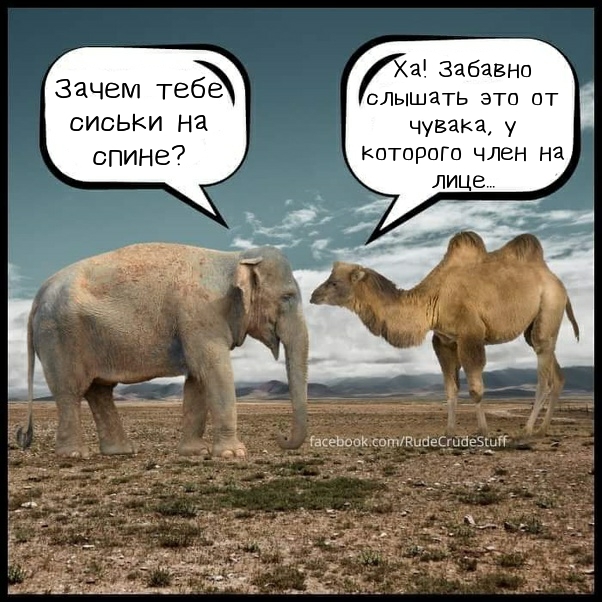 Зачем тебе
сиськи на
спине?
Ха! Забавно
слышать это от
чувака, у
которого член на
лице...
facebook.com/RudeCrudeStuff